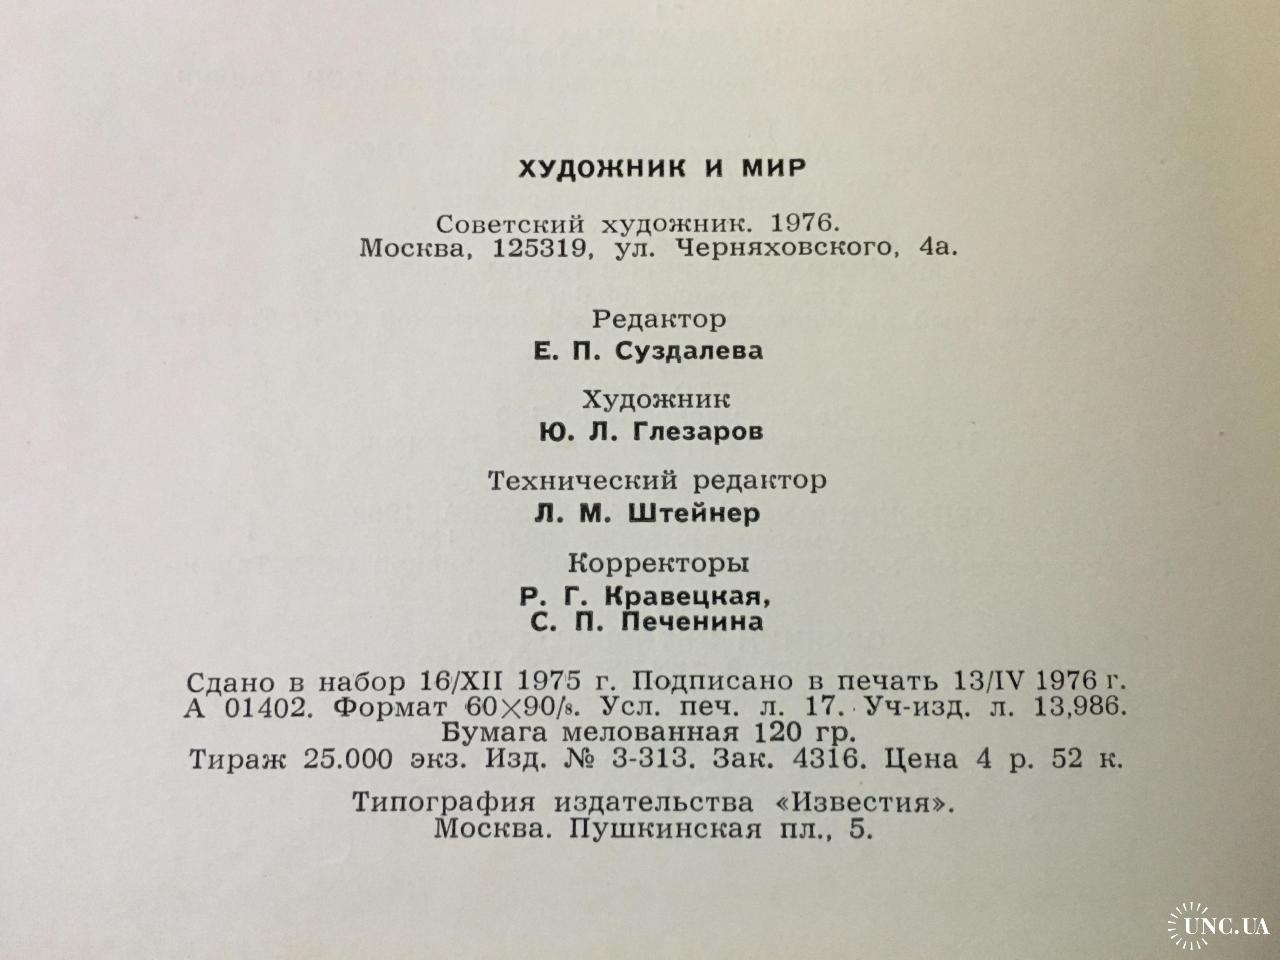 ХУДОЖНИК И МИР
Советский художник. 1976.
Москва, 125319, ул. Черняховского, 4а.
Редактор
Е. П. Суздалева
Художник
Ю. Л. Глезаров
Технический редактор
Л. М. Штейнер
Корректоры
Р. Г. Кравецкая,
С. П. Печенина
Сдано в набор 16/XII 1975 г. Подписано в печать 13/IV 1976 г.
А 01402. Формат 60×90/8. Усл. печ. л. 17. Уч-изд. л. 13,986.
Бумага мелованная 120 гр.
Тираж 25.000 экз. Изд. № 3-313. Зак. 4316. Цена 4 р. 52 к.
Типография издательства «Известия».
Москва. Пушкинская пл., 5.
UNC.UA